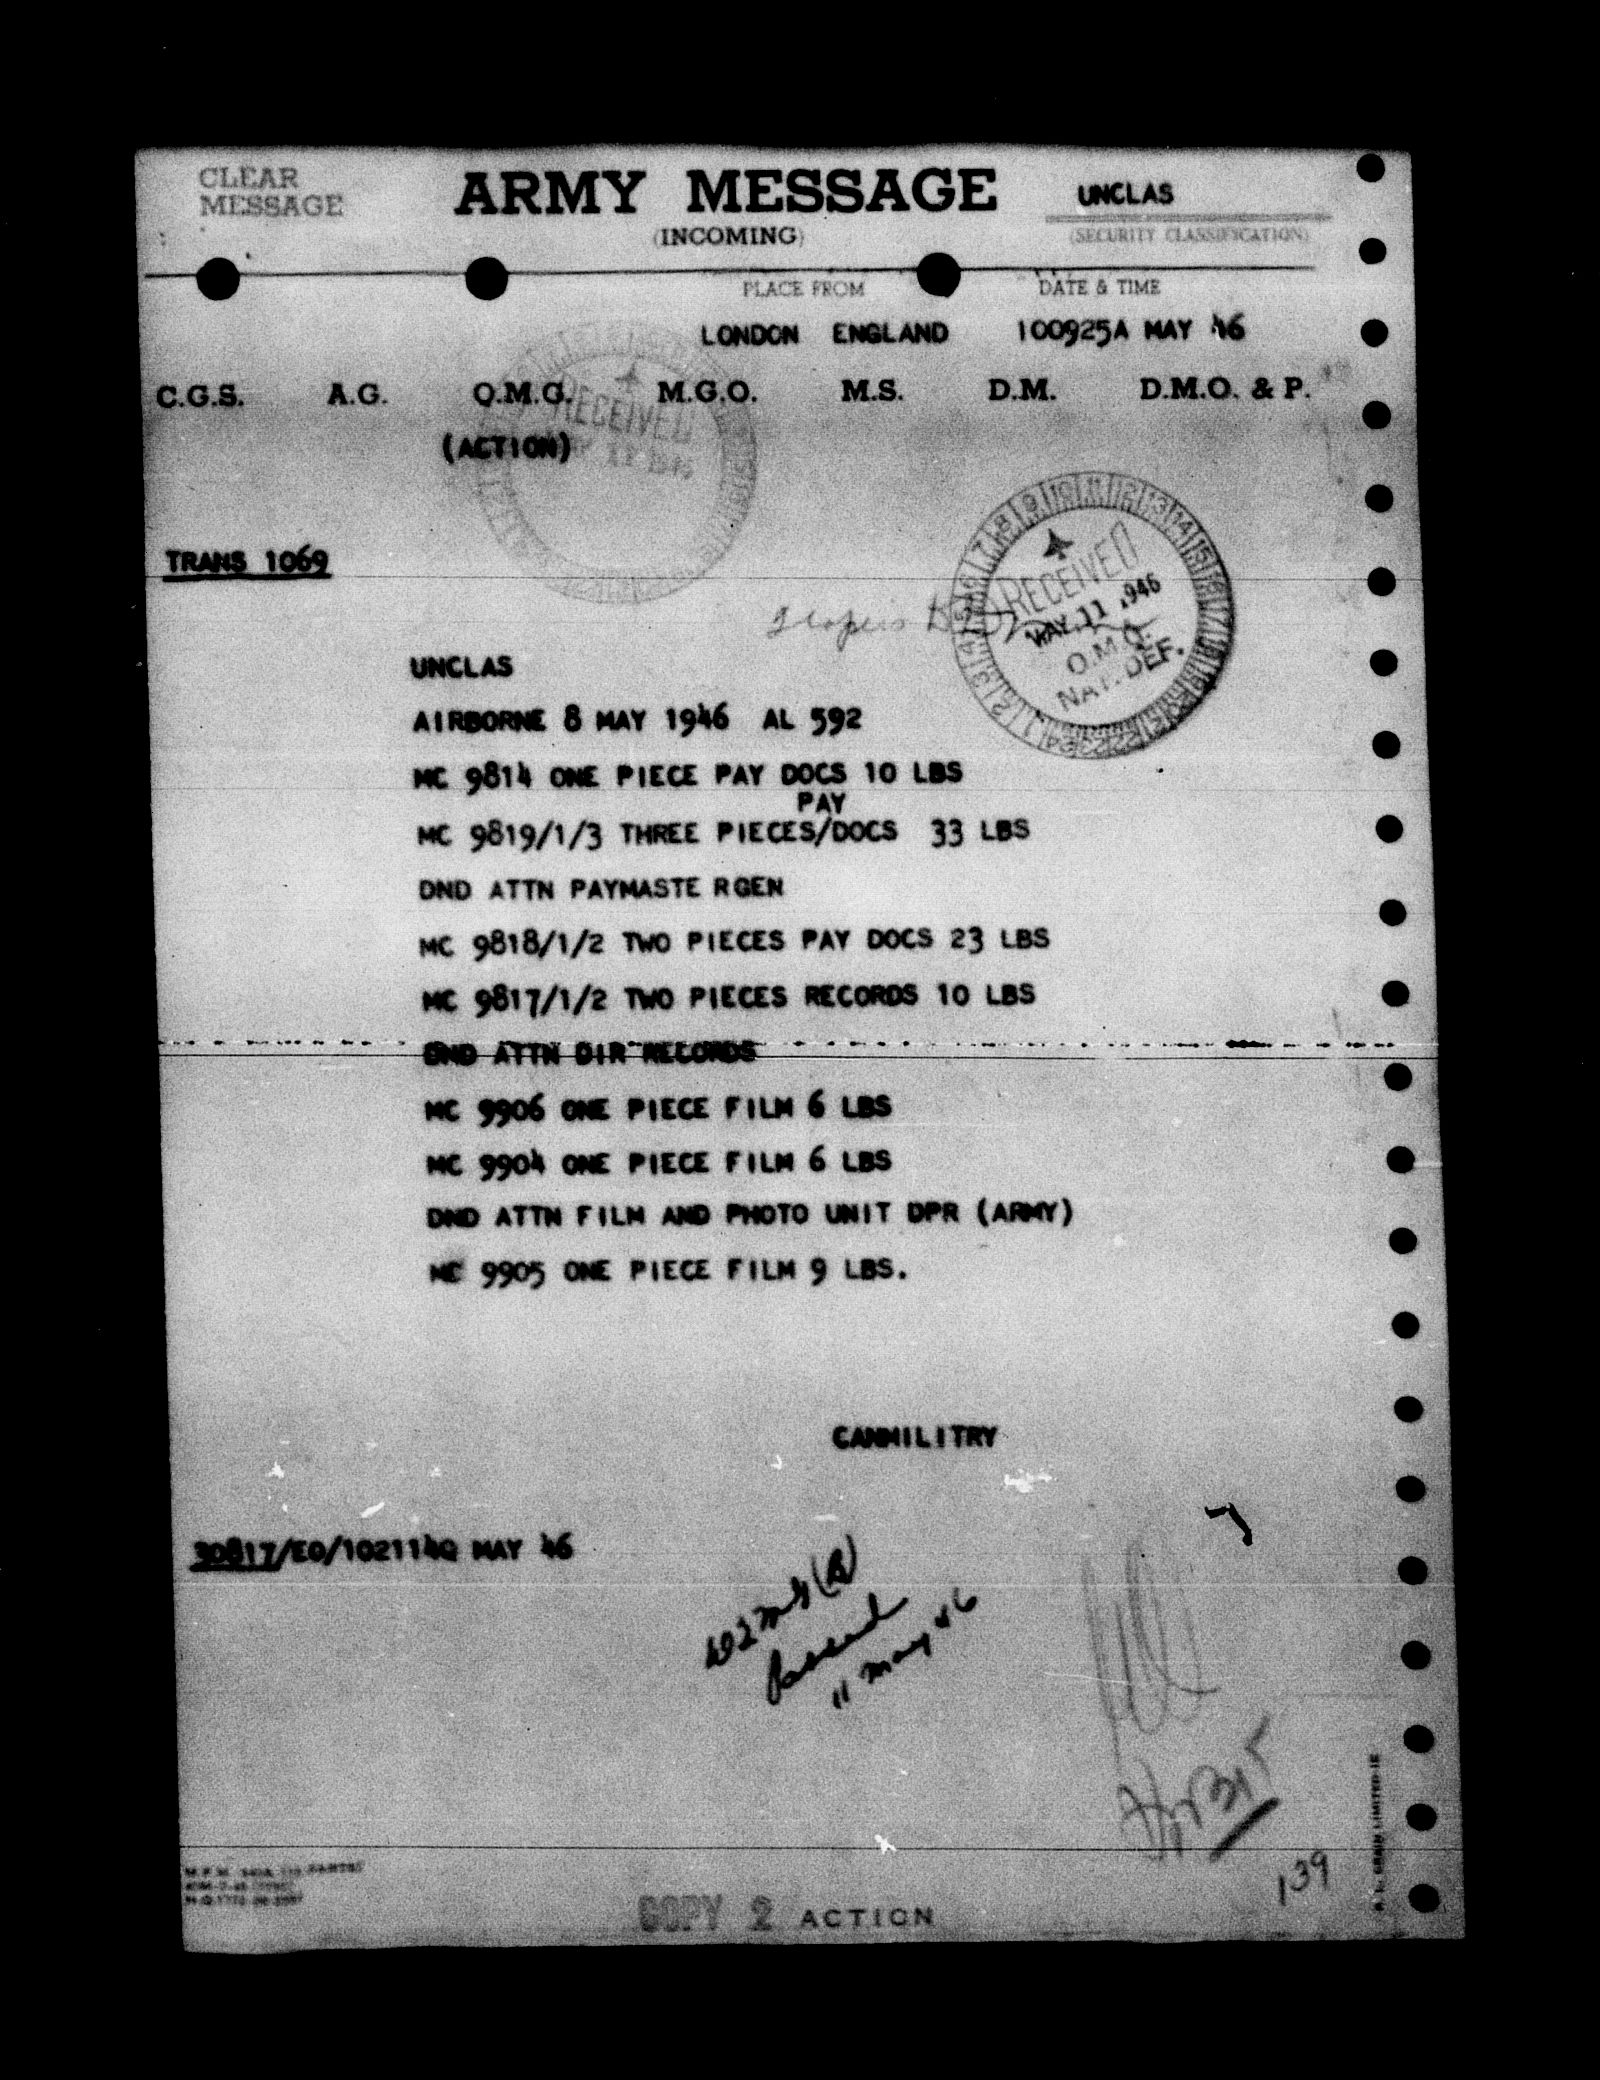 CLEAR
MESSAGE
ARMY MESSAGE
(INCOMING)
UNCLAS
(SECURITY CLASSIFICATION)
PLACE FROM DATE & TIME
LONDON ENGLAND 100925A MAY 46
C.G.S. A.G. Q.M.G. M.G.O. M.S. D.M. D.M.O. & P.
(ACTION)
RECEIVED
TRANS 1069
RECEIVED
MAY 11 1946
Q.M.G.
NAT. DEF.
UNCLAS
AIRBORNE 8 MAY 1946 AL 592
MC 9814 ONE PIECE PAY DOCS 10 LBS
PAY
MC 9819/1/3 THREE PIECES/DOCS 33 LBS
DND ATTN PAYMASTE RGEN
MC 9818/1/2 TWO PIECES PAY DOCS 23 LBS
MC 9817/1/2 TWO PIECES RECORDS 10 LBS
DND ATTN DIR RECORDS
MC 9906 ONE PIECE FILM 6 LBS
MC 9904 ONE PIECE FILM 6 LBS
DND ATTN FILM AND PHOTO UNIT DPR (ARMY)
MC 9905 ONE PIECE FILM 9 LBS.
CANMILITRY
30817/EO/102114Q MAY 46
11 May 46
139
COPY 2 ACTION